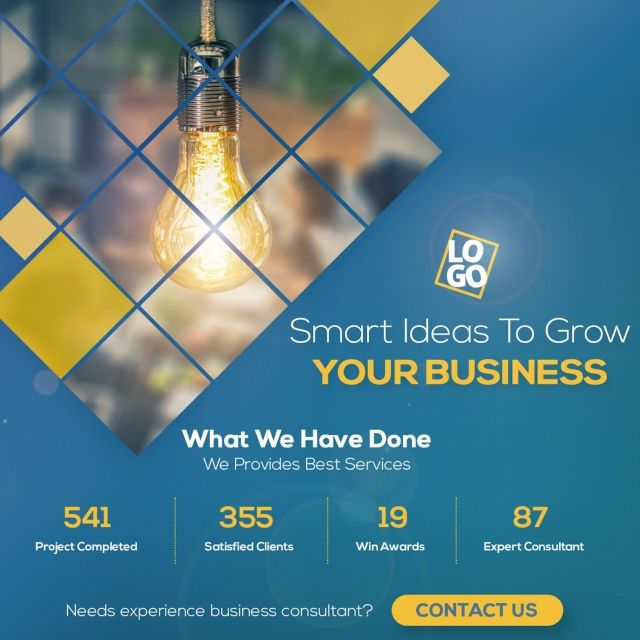 LO
GO
Smart Ideas To Grow
YOUR BUSINESS
What We Have Done
We Provides Best Services
541 355 19 87
Project Completed Satisfied Clients Win Awards Expert Consultant
Needs experience business consultant? CONTACT US